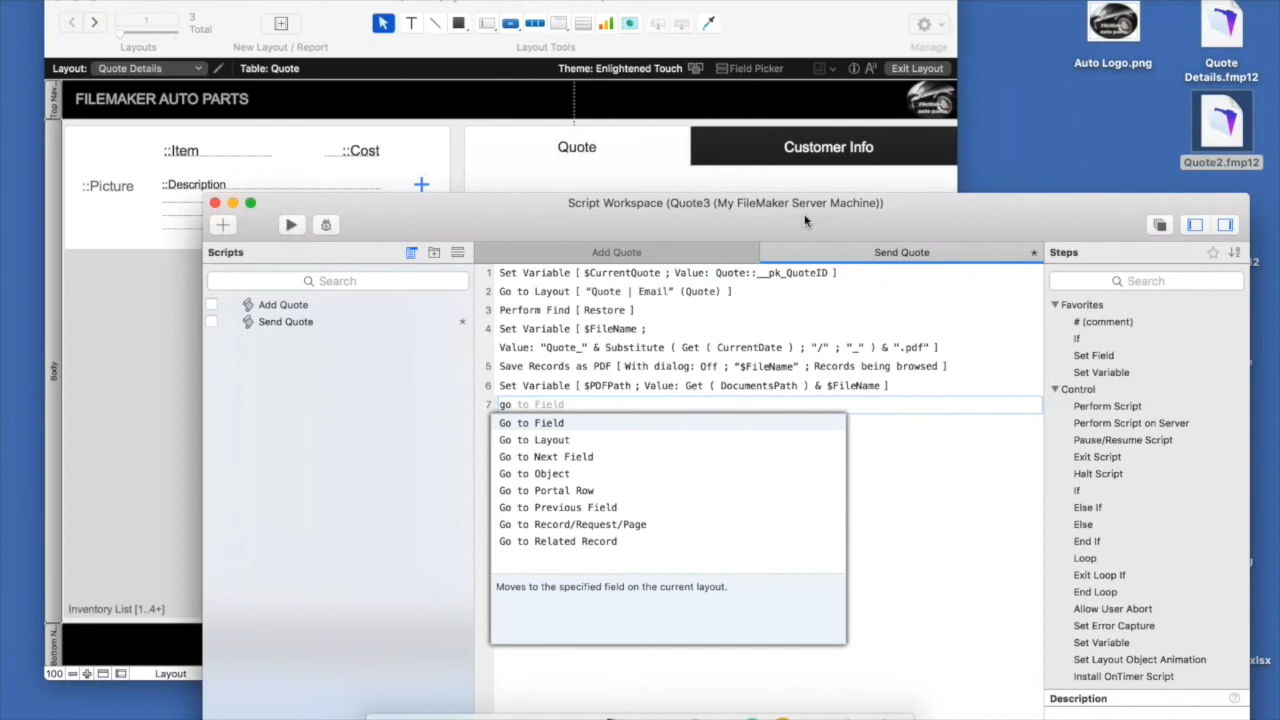 1
3
Total
Layouts
New Layout / Report
Layout Tools
Manage
Layout: Quote Details
Table: Quote
Theme: Enlightened Touch
Field Picker
Exit Layout
Top Nav...
FILEMAKER AUTO PARTS
::Item
::Cost
::Picture
::Description
Quote
Customer Info
Body
Inventory List [1..4+]
Bottom N...
100
Layout
Auto Logo.png
Quote
Details.fmp12
Quote2.fmp12
Script Workspace (Quote3 (My FileMaker Server Machine))
Scripts
Search
Add Quote
Send Quote *
Add Quote
Send Quote *
1 Set Variable [ $CurrentQuote ; Value: Quote::__pk_QuoteID ]
2 Go to Layout [ “Quote | Email” (Quote) ]
3 Perform Find [ Restore ]
4 Set Variable [ $FileName ;
Value: "Quote_" & Substitute ( Get ( CurrentDate ) ; "/" ; "_" ) & ".pdf" ]
5 Save Records as PDF [ With dialog: Off ; “$FileName” ; Records being browsed ]
6 Set Variable [ $PDFPath ; Value: Get ( DocumentsPath ) & $FileName ]
7 go to Field
Go to Field
Go to Layout
Go to Next Field
Go to Object
Go to Portal Row
Go to Previous Field
Go to Record/Request/Page
Go to Related Record
Moves to the specified field on the current layout.
Steps
Search
Favorites
# (comment)
If
Set Field
Set Variable
Control
Perform Script
Perform Script on Server
Pause/Resume Script
Exit Script
Halt Script
If
Else If
Else
End If
Loop
Exit Loop If
End Loop
Allow User Abort
Set Error Capture
Set Variable
Set Layout Object Animation
Install OnTimer Script
Description
xlsx